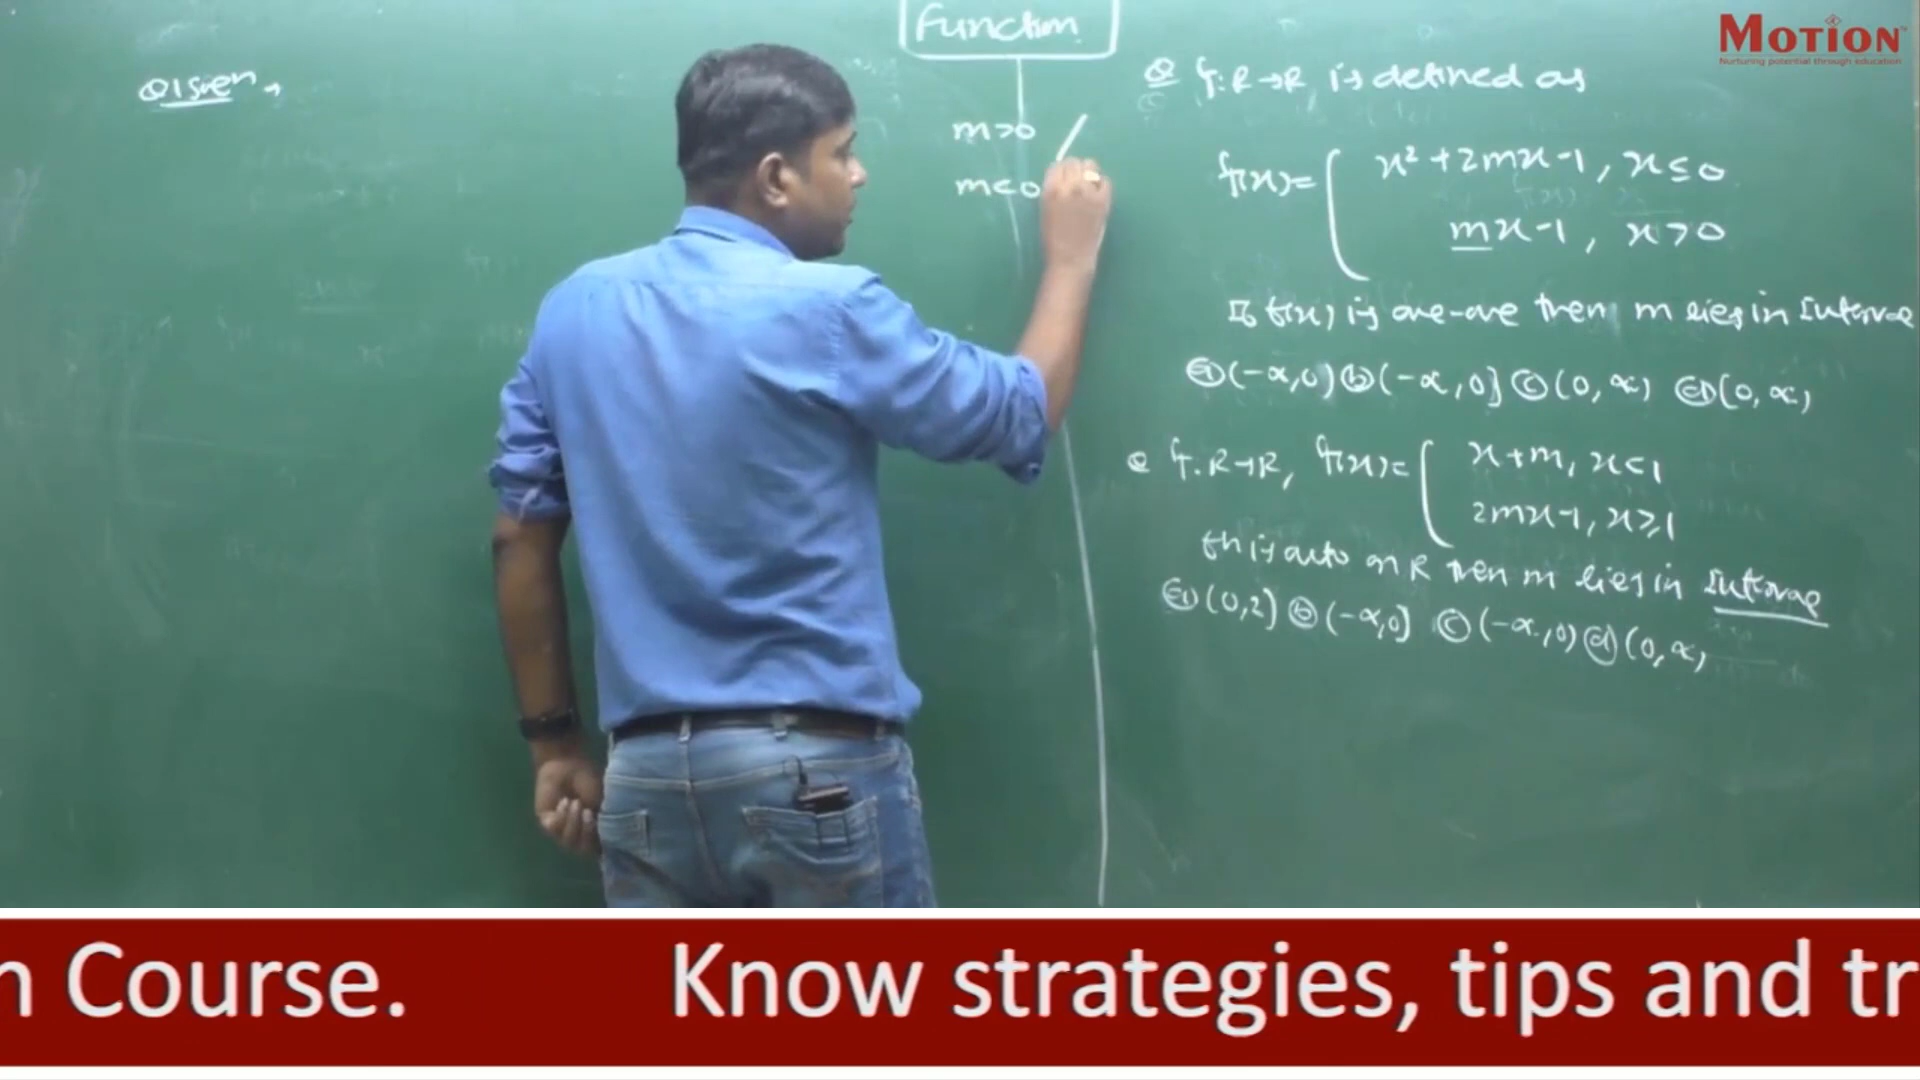 Function
MOTION
Nurturing potential through education
m>0
m<0
Q f: R→R is defined as
f(x)= { x² + 2mx - 1, x ≤ 0
mx - 1, x > 0
If f(x) is one-one then m lies in Interval
ⓐ (-∝, 0) ⓑ (-∝, 0] ⓒ (0, ∝) ⓓ [0, ∝)
Q f: R→R, f(x)= { x+m, x<1
2mx-1, x≥1
is onto on R then m lies in Interval
ⓐ (0, 2] ⓑ (-∝, 0] ⓒ (-∝, 0) ⓓ (0, ∝)
n Course. Know strategies, tips and tr